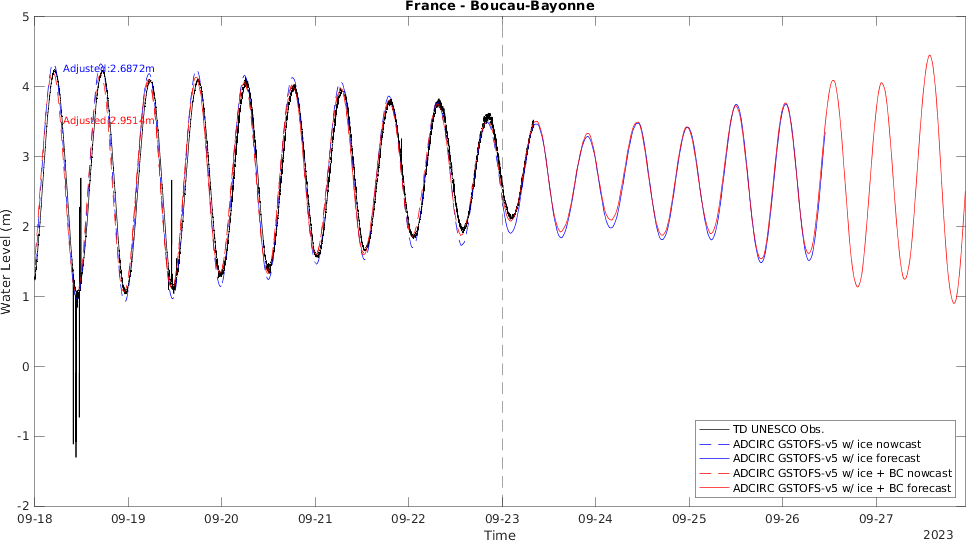 France - Boucau-Bayonne
5
4
3
2
1
0
-1
-2
Water Level (m)
Adjusted:2.6872m
Adjusted:2.9514m
TD UNESCO Obs.
ADCIRC GSTOFS-v5 w/ ice nowcast
ADCIRC GSTOFS-v5 w/ ice forecast
ADCIRC GSTOFS-v5 w/ ice + BC nowcast
ADCIRC GSTOFS-v5 w/ ice + BC forecast
09-18 09-19 09-20 09-21 09-22 09-23 09-24 09-25 09-26 09-27
Time
2023